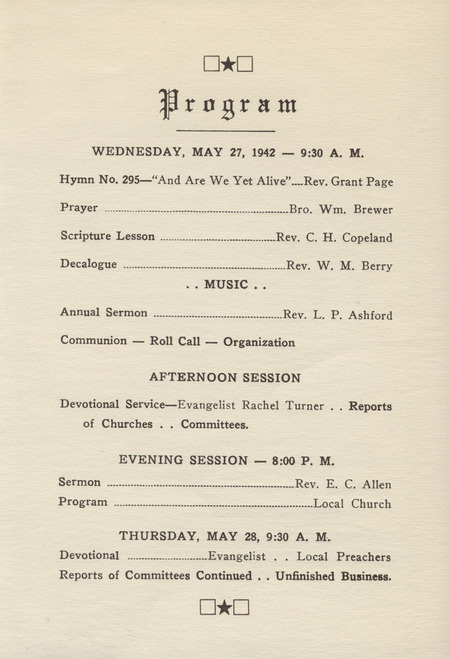 Program
WEDNESDAY, MAY 27, 1942 — 9:30 A. M.
Hymn No. 295—"And Are We Yet Alive"....Rev. Grant Page
Prayer ........................................ Bro. Wm. Brewer
Scripture Lesson ........................................ Rev. C. H. Copeland
Decalogue ........................................ Rev. W. M. Berry
. . MUSIC . .
Annual Sermon ........................................ Rev. L. P. Ashford
Communion — Roll Call — Organization
AFTERNOON SESSION
Devotional Service—Evangelist Rachel Turner . . Reports
of Churches . . Committees.
EVENING SESSION — 8:00 P. M.
Sermon ........................................ Rev. E. C. Allen
Program ........................................ Local Church
THURSDAY, MAY 28, 9:30 A. M.
Devotional ........................ Evangelist . . Local Preachers
Reports of Committees Continued . . Unfinished Business.